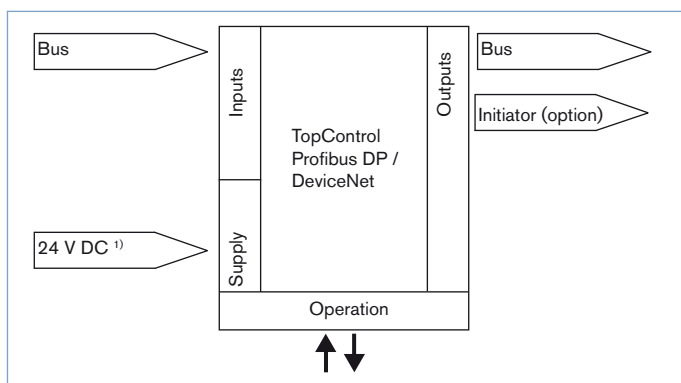 Bus
Bus
Inputs
Outputs
Initiator (option)
TopControl
Profibus DP /
DeviceNet
24 V DC 1)
Supply
Operation